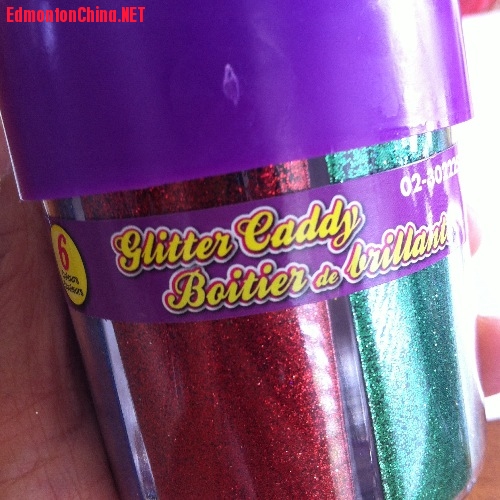 EdmontonChina.NET
6
Glitter Caddy
Boitier de brillant